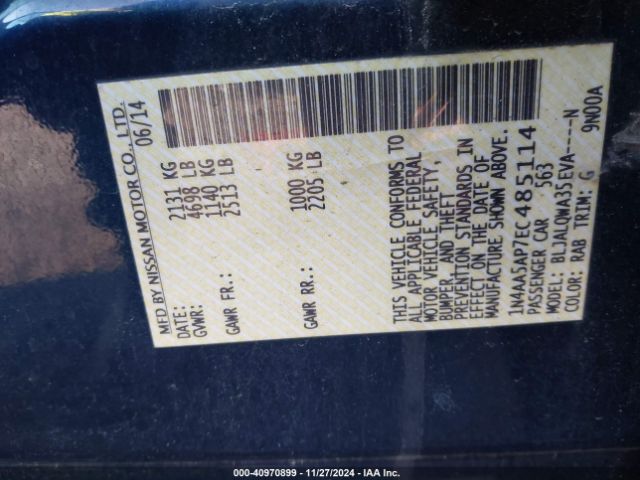 MFD BY NISSAN MOTOR CO., LTD.
DATE: 06/14
GVWR: 2131 KG
4698 LB
GAWR FR.: 1140 KG
2513 LB
GAWR RR.: 1000 KG
2205 LB
THIS VEHICLE CONFORMS TO
ALL APPLICABLE FEDERAL
MOTOR VEHICLE SAFETY,
BUMPER, AND THEFT
PREVENTION STANDARDS IN
EFFECT ON THE DATE OF
MANUFACTURE SHOWN ABOVE.
1N4AA5AP7EC485114
PASSENGER CAR 563
MODEL: BLJALQWA35EVA-----N
COLOR: RAB TRIM: G 9N00A
000-40970899 - 11/27/2024 - IAA Inc.